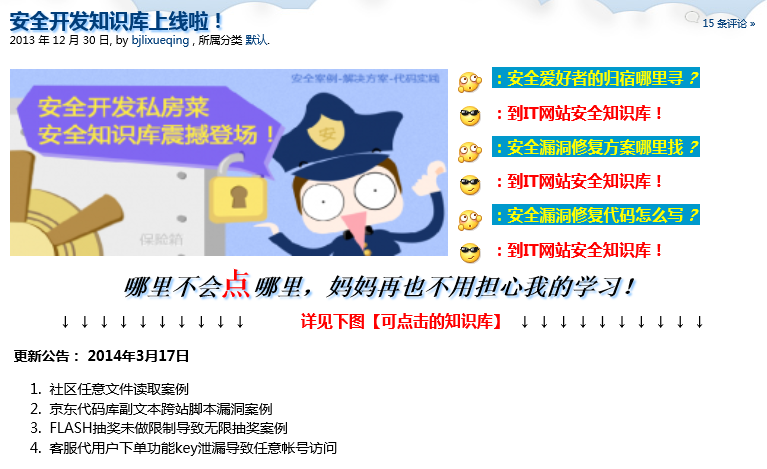 安全开发知识库上线啦！
2013 年 12 月 30 日, by bjlixueqing , 所属分类 默认.
15 条评论 »
安全案例-解决方案-代码实践
安全开发私房菜
安全知识库震撼登场！
安
保险箱
：安全爱好者的归宿哪里寻？
：到IT网站安全知识库！
：安全漏洞修复方案哪里找？
：到IT网站安全知识库！
：安全漏洞修复代码怎么写？
：到IT网站安全知识库！
哪里不会点哪里，妈妈再也不用担心我的学习！
↓ ↓ ↓ ↓ ↓ ↓ ↓ ↓ ↓ ↓ 详见下图【可点击的知识库】 ↓ ↓ ↓ ↓ ↓ ↓ ↓ ↓ ↓ ↓
更新公告： 2014年3月17日
1. 社区任意文件读取案例
2. 京东代码库副文本跨站脚本漏洞案例
3. FLASH抽奖未做限制导致无限抽奖案例
4. 客服代用户下单功能key泄漏导致任意帐号访问